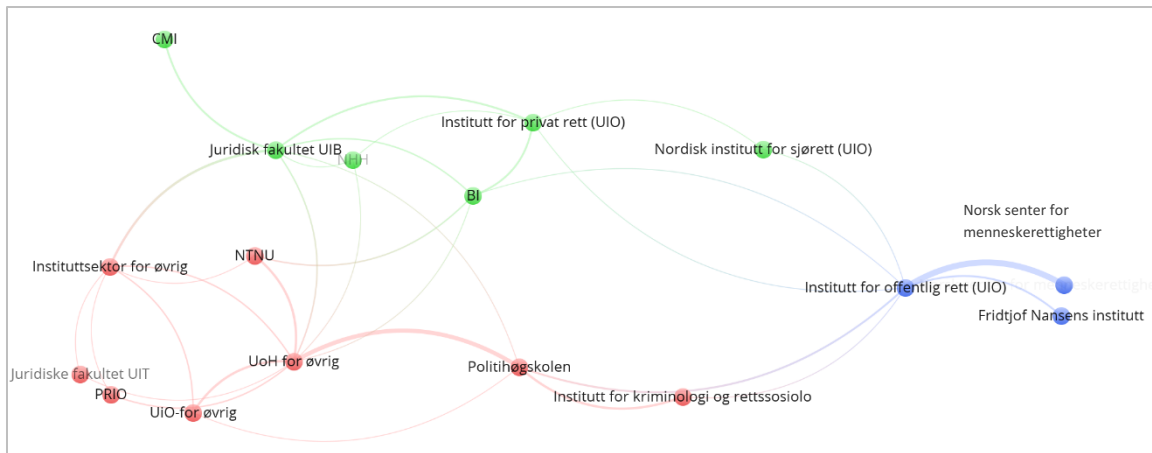 CMI
Institutt for privat rett (UIO)
Juridisk fakultet UIB
NHH
Nordisk institutt for sjørett (UIO)
BI
Norsk senter for
menneskerettigheter
NTNU
Instituttsektor for øvrig
Institutt for offentlig rett (UIO)
for menneskerettighe
Fridtjof Nansens institutt
UoH for øvrig
Politihøgskolen
Juridiske fakultet UIT
PRIO
Institutt for kriminologi og rettssosiolo
UiO-for øvrig